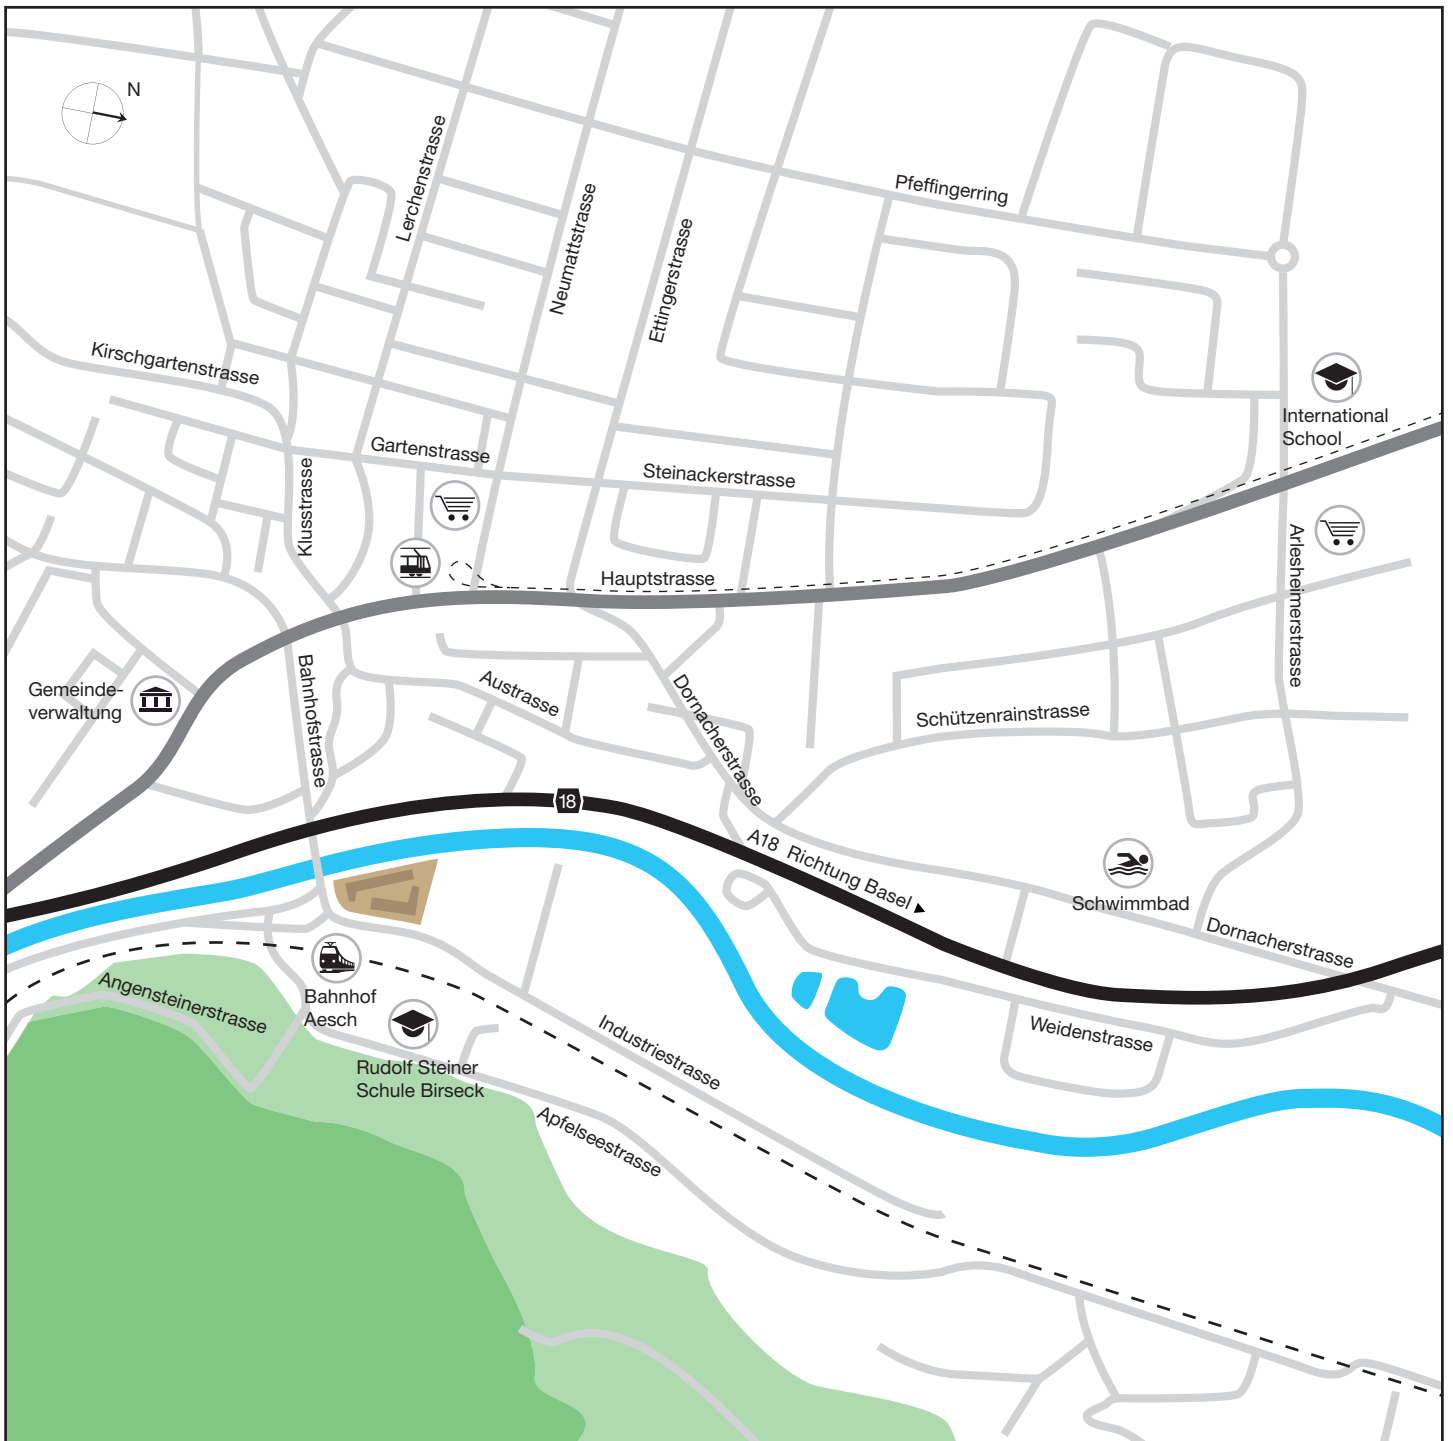 N
Lerchenstrasse
Neumattstrasse
Ettingerstrasse
Pfeffingerring
Kirschgartenstrasse
International
School
Gartenstrasse
Steinackerstrasse
Klusstrasse
Arlesheimerstrasse
Hauptstrasse
Gemeinde-
verwaltung
Bahnhofstrasse
Austrasse
Dornacherstrasse
Schützenrainstrasse
18
A18 Richtung Basel
Schwimmbad
Dornacherstrasse
Angensteinerstrasse
Bahnhof
Aesch
Industriestrasse
Weidenstrasse
Rudolf Steiner
Schule Birseck
Apfelseestrasse